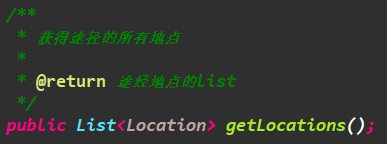 /**
 * 获得途径的所有地点
 *
 * @return 途经地点的list
 */
public List<Location> getLocations();